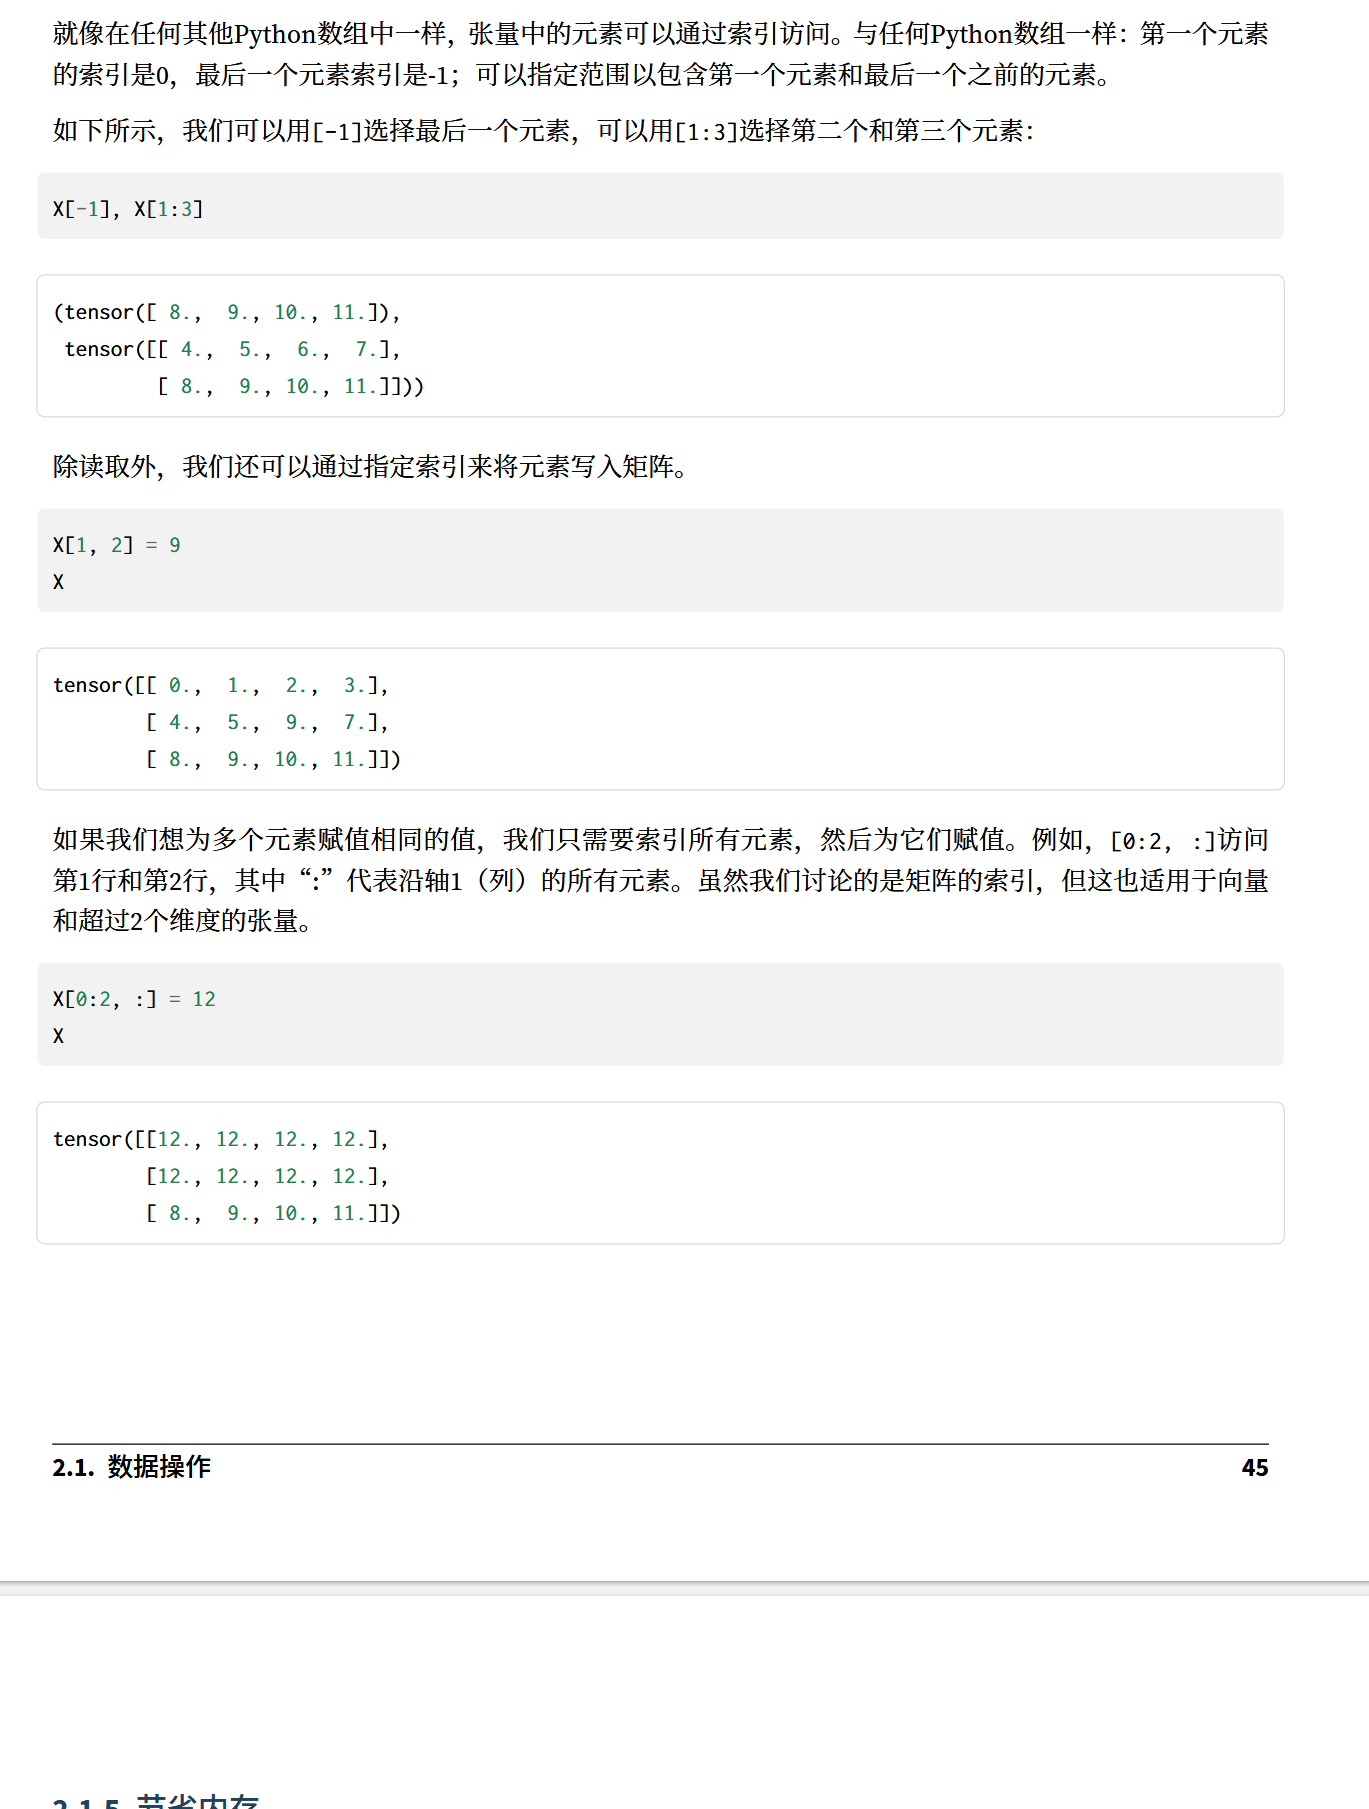 就像在任何其他Python数组中一样，张量中的元素可以通过索引访问。与任何Python数组一样：第一个元素
的索引是0，最后一个元素索引是-1；可以指定范围以包含第一个元素和最后一个之前的元素。
如下所示，我们可以用[-1]选择最后一个元素，可以用[1:3]选择第二个和第三个元素：
X[-1], X[1:3]
(tensor([ 8.,  9., 10., 11.]),
 tensor([[ 4.,  5.,  6.,  7.],
         [ 8.,  9., 10., 11.]]))
除读取外，我们还可以通过指定索引来将元素写入矩阵。
X[1, 2] = 9
X
tensor([[ 0.,  1.,  2.,  3.],
        [ 4.,  5.,  9.,  7.],
        [ 8.,  9., 10., 11.]])
如果我们想为多个元素赋值相同的值，我们只需要索引所有元素，然后为它们赋值。例如，[0:2, :]访问
第1行和第2行，其中“:”代表沿轴1（列）的所有元素。虽然我们讨论的是矩阵的索引，但这也适用于向量
和超过2个维度的张量。
X[0:2, :] = 12
X
tensor([[12., 12., 12., 12.],
        [12., 12., 12., 12.],
        [ 8.,  9., 10., 11.]])
2.1. 数据操作 45
2.1.5 节省内存